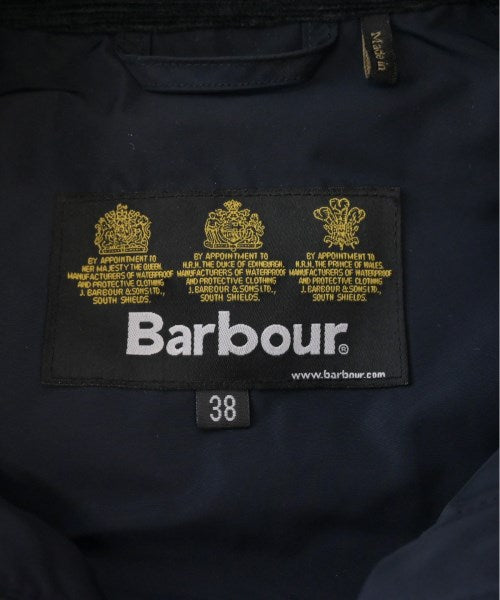 Made in
BY APPOINTMENT TO
HER MAJESTY THE QUEEN.
MANUFACTURERS OF WATERPROOF
AND PROTECTIVE CLOTHING
J. BARBOUR & SONS LTD.,
SOUTH SHIELDS.
BY APPOINTMENT TO
H.R.H. THE DUKE OF EDINBURGH.
MANUFACTURERS OF WATERPROOF
AND PROTECTIVE CLOTHING
J. BARBOUR & SONS LTD.,
SOUTH SHIELDS.
BY APPOINTMENT TO
H.R.H. THE PRINCE OF WALES.
MANUFACTURERS OF WATERPROOF
AND PROTECTIVE CLOTHING
J. BARBOUR & SONS LTD.,
SOUTH SHIELDS.
Barbour®
www.barbour.com
38